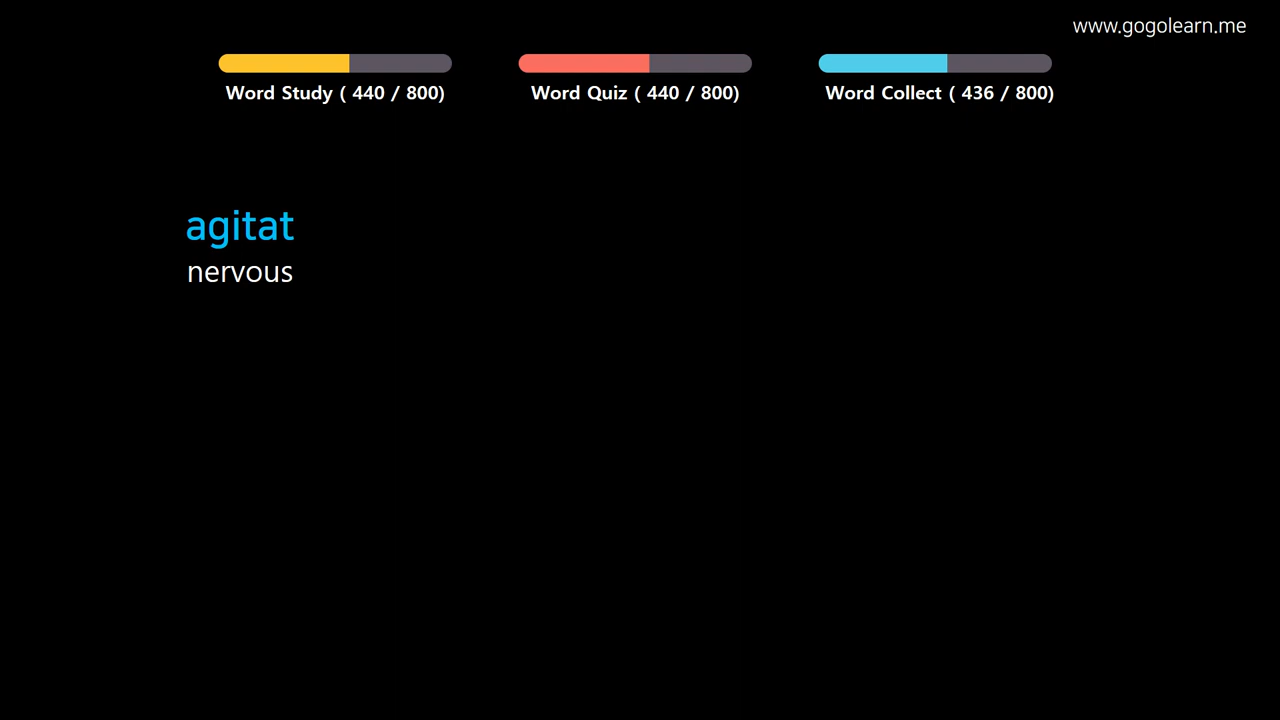 www.gogolearn.me
Word Study ( 440 / 800)
Word Quiz ( 440 / 800)
Word Collect ( 436 / 800)
agitat
nervous